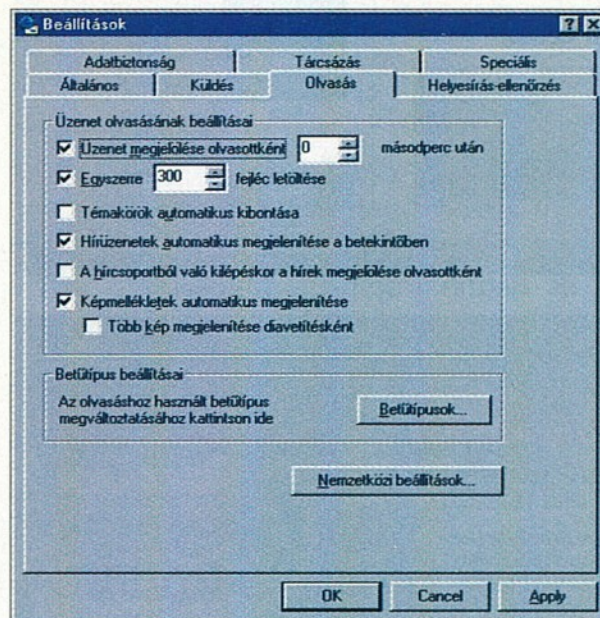 Beállítások
Adatbiztonság Tárcsázás Speciális
Általános Küldés Olvasás Helyesírás-ellenőrzés
Üzenet olvasásának beállításai
Üzenet megjelölése olvasottként 0 másodperc után
Egyszerre 300 fejléc letöltése
Témakörök automatikus kibontása
Hírüzenetek automatikus megjelenítése a betekintőben
A hírcsoportból való kilépéskor a hírek megjelölése olvasottként
Képmellékletek automatikus megjelenítése
Több kép megjelenítése diavetítésként
Betűtípus beállításai
Az olvasáshoz használt betűtípus
megváltoztatásához kattintson ide
Betűtípusok...
Nemzetközi beállítások...
OK Cancel Apply